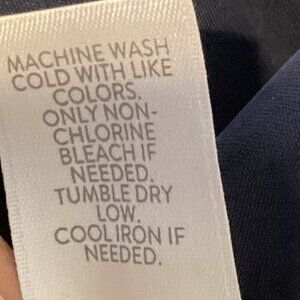 MACHINE WASH
COLD WITH LIKE
COLORS.
ONLY NON-
CHLORINE
BLEACH IF
NEEDED.
TUMBLE DRY
LOW.
COOL IRON IF
NEEDED.